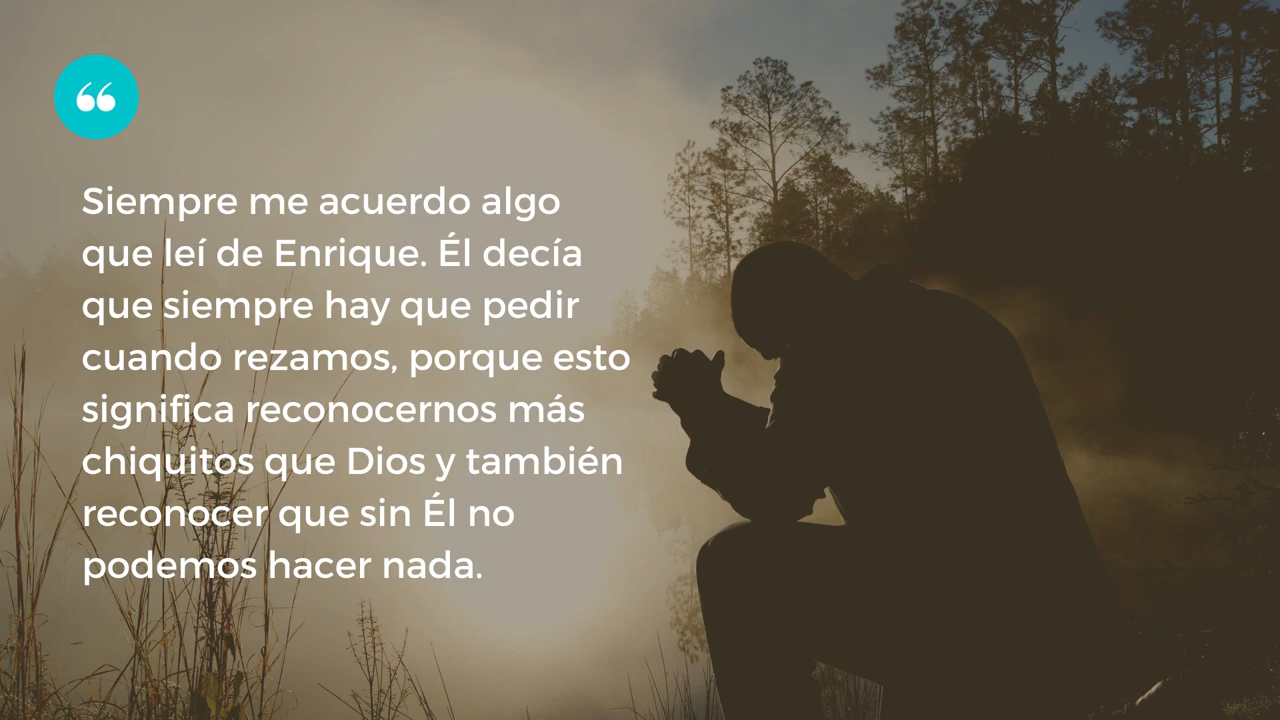 ❝
Siempre me acuerdo algo
que leí de Enrique. Él decía
que siempre hay que pedir
cuando rezamos, porque esto
significa reconocernos más
chiquitos que Dios y también
reconocer que sin Él no
podemos hacer nada.